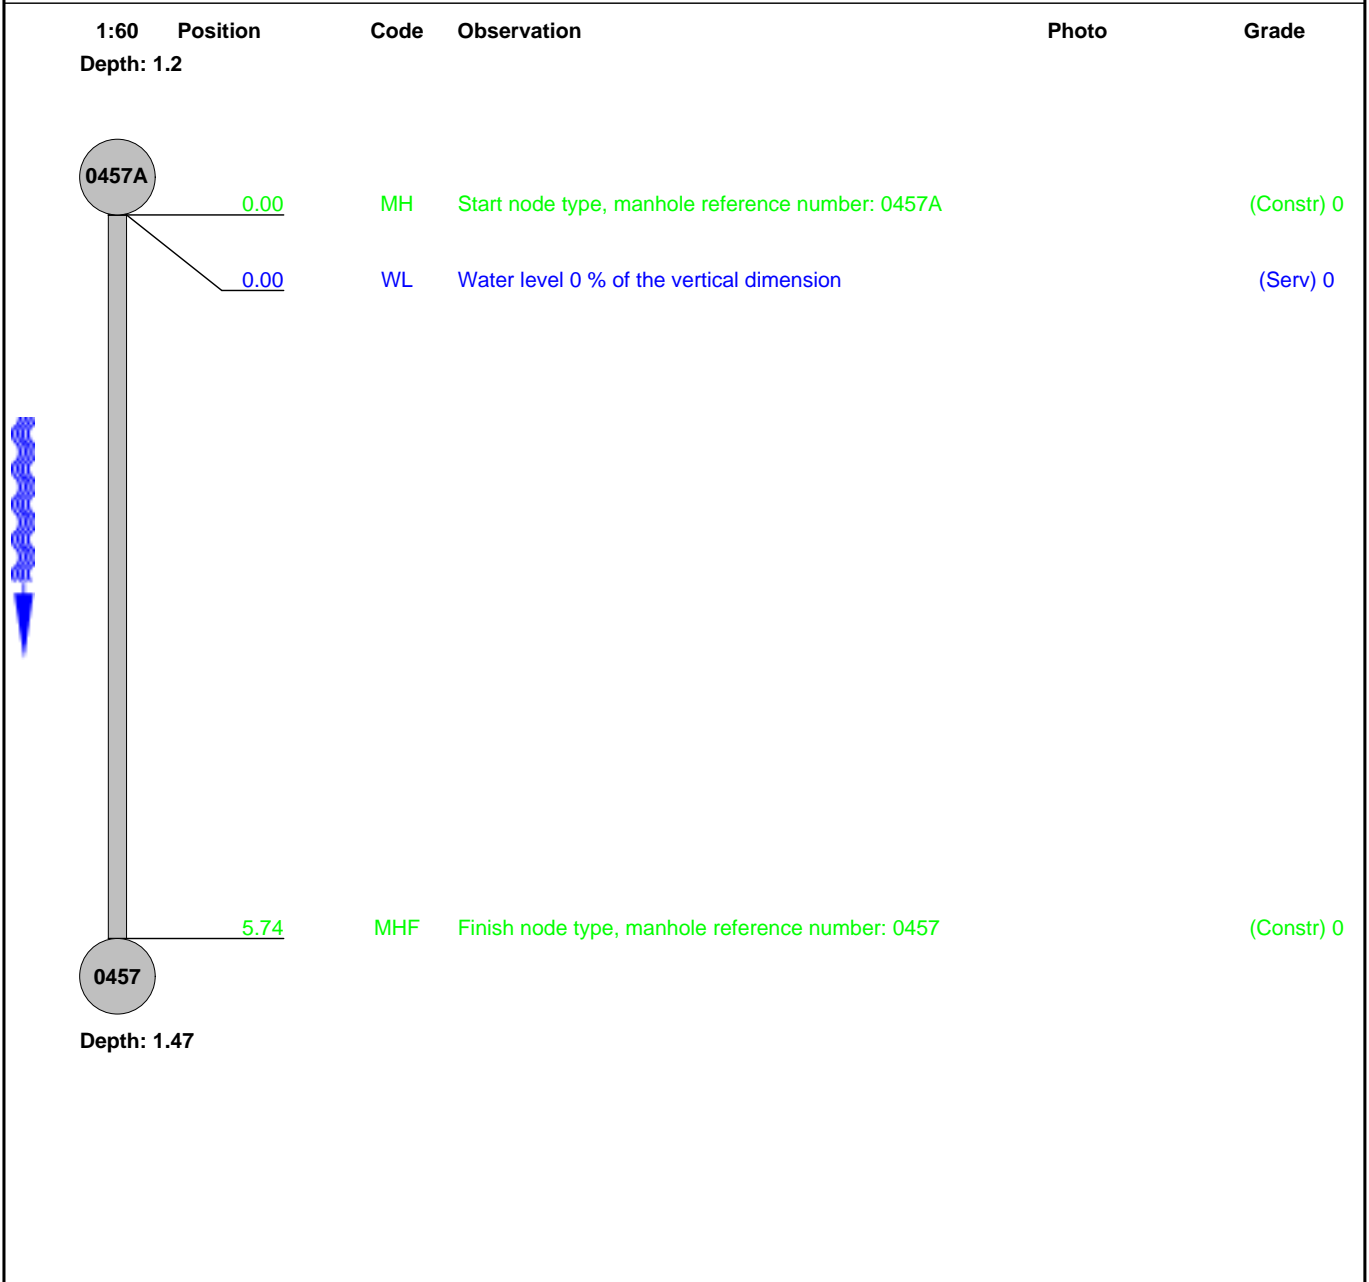 1:60 Position Code Observation Photo Grade
Depth: 1.2
0457A
0.00 MH Start node type, manhole reference number: 0457A (Constr) 0
0.00 WL Water level 0 % of the vertical dimension (Serv) 0
5.74 MHF Finish node type, manhole reference number: 0457 (Constr) 0
0457
Depth: 1.47